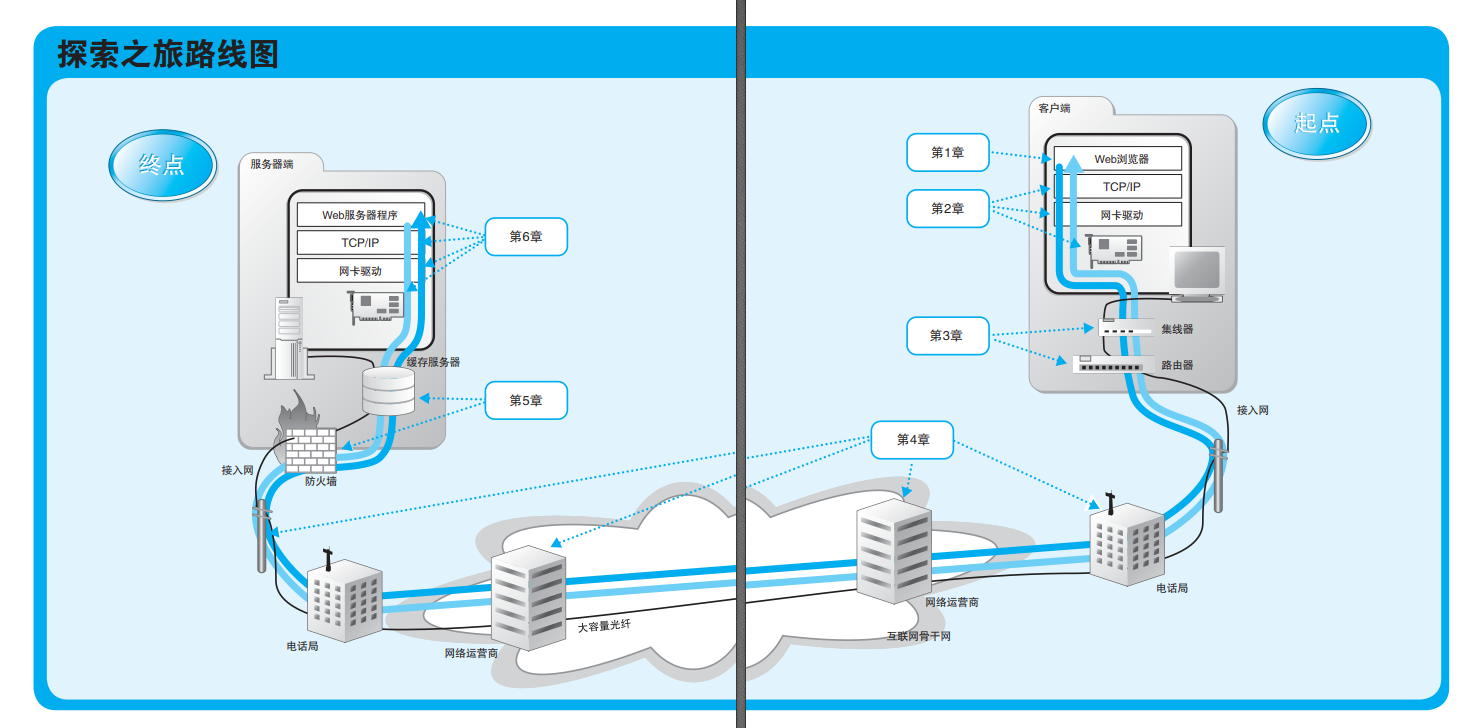 探索之旅路线图
终点
服务器端
Web服务器程序
TCP/IP
网卡驱动
第6章
缓存服务器
第5章
接入网
防火墙
电话局
网络运营商
大容量光纤
起点
客户端
第1章
Web浏览器
TCP/IP
第2章
网卡驱动
第3章
集线器
路由器
接入网
第4章
电话局
网络运营商
互联网骨干网